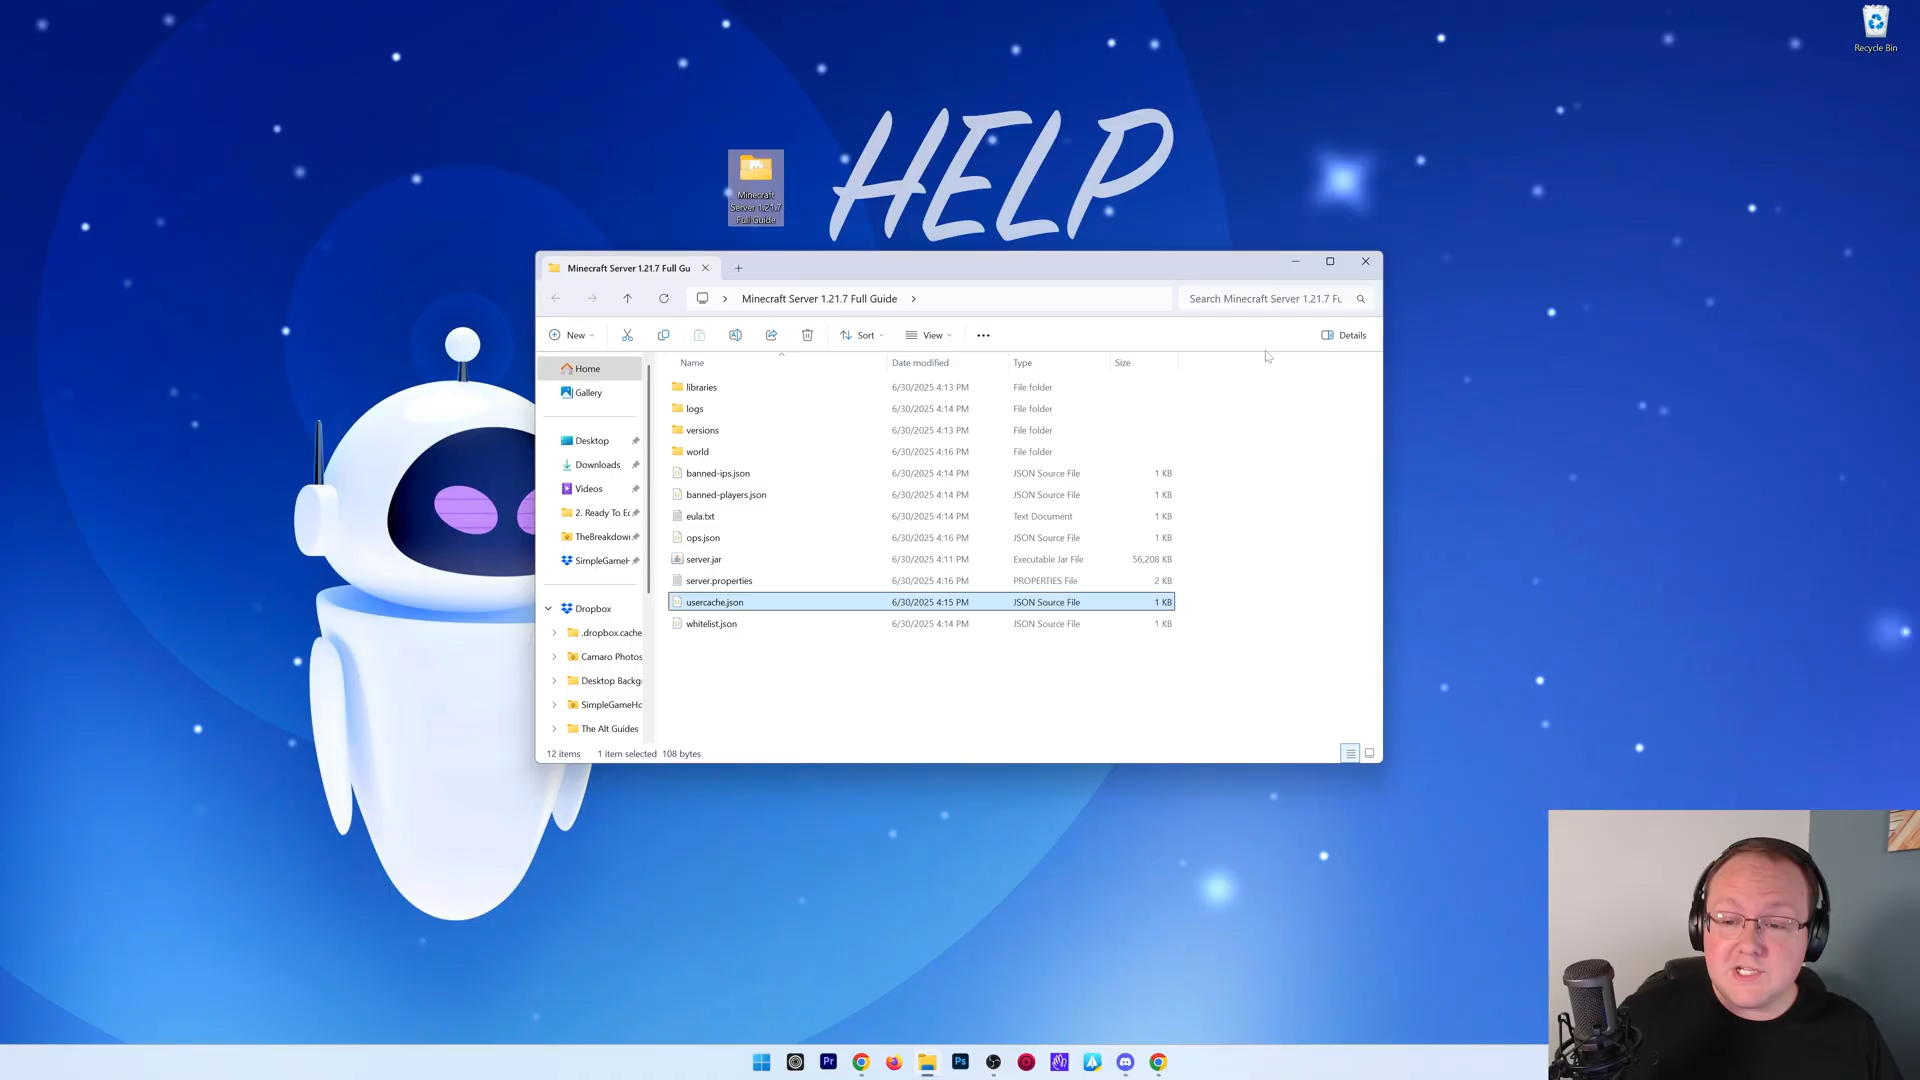 Recycle Bin
HELP
Minecraft
Server 1.21.7
Full Guide
Minecraft Server 1.21.7 Full Gu
Minecraft Server 1.21.7 Full Guide
Search Minecraft Server 1.21.7 Fu
New
Sort
View
Details
Name Date modified Type Size
Home
Gallery
Desktop
Downloads
Videos
2. Ready To Ec
TheBreakdown
SimpleGameH
Dropbox
.dropbox.cache
Camaro Photos
Desktop Backg
SimpleGameHo
The Alt Guides
libraries 6/30/2025 4:13 PM File folder
logs 6/30/2025 4:14 PM File folder
versions 6/30/2025 4:13 PM File folder
world 6/30/2025 4:16 PM File folder
banned-ips.json 6/30/2025 4:14 PM JSON Source File 1 KB
banned-players.json 6/30/2025 4:14 PM JSON Source File 1 KB
eula.txt 6/30/2025 4:14 PM Text Document 1 KB
ops.json 6/30/2025 4:16 PM JSON Source File 1 KB
server.jar 6/30/2025 4:11 PM Executable Jar File 56,208 KB
server.properties 6/30/2025 4:16 PM PROPERTIES File 2 KB
usercache.json 6/30/2025 4:15 PM JSON Source File 1 KB
whitelist.json 6/30/2025 4:14 PM JSON Source File 1 KB
12 items 1 item selected 108 bytes
Pr
Ps